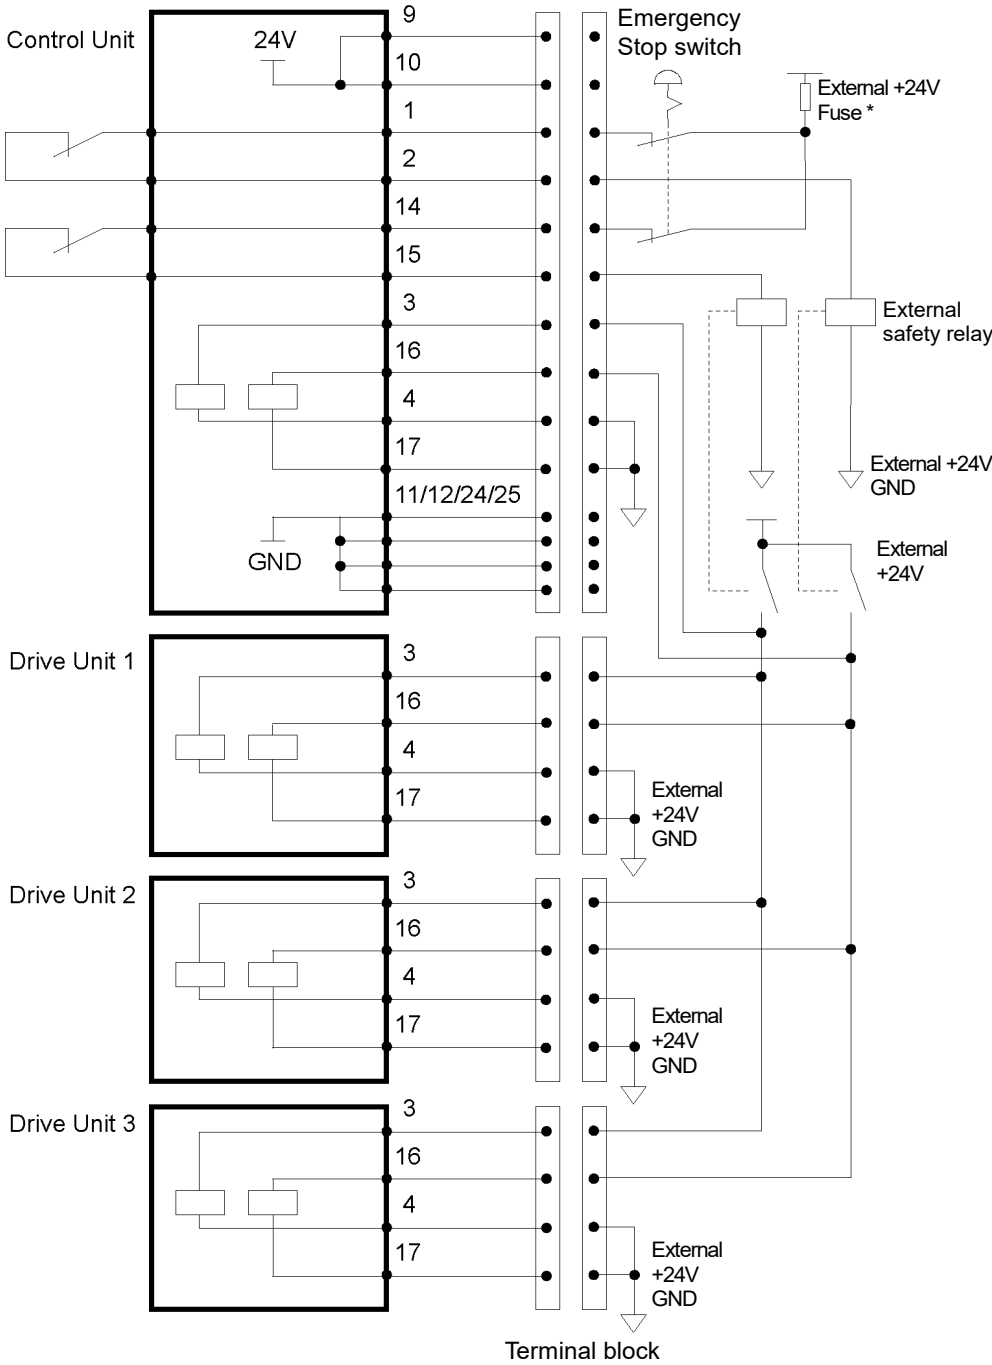 Control Unit
24V
9
10
1
2
14
15
3
16
4
17
11/12/24/25
GND
Emergency
Stop switch
External +24V
Fuse *
External
safety relay
External +24V
GND
External
+24V
Drive Unit 1
3
16
4
17
External
+24V
GND
Drive Unit 2
3
16
4
17
External
+24V
GND
Drive Unit 3
3
16
4
17
External
+24V
GND
Terminal block